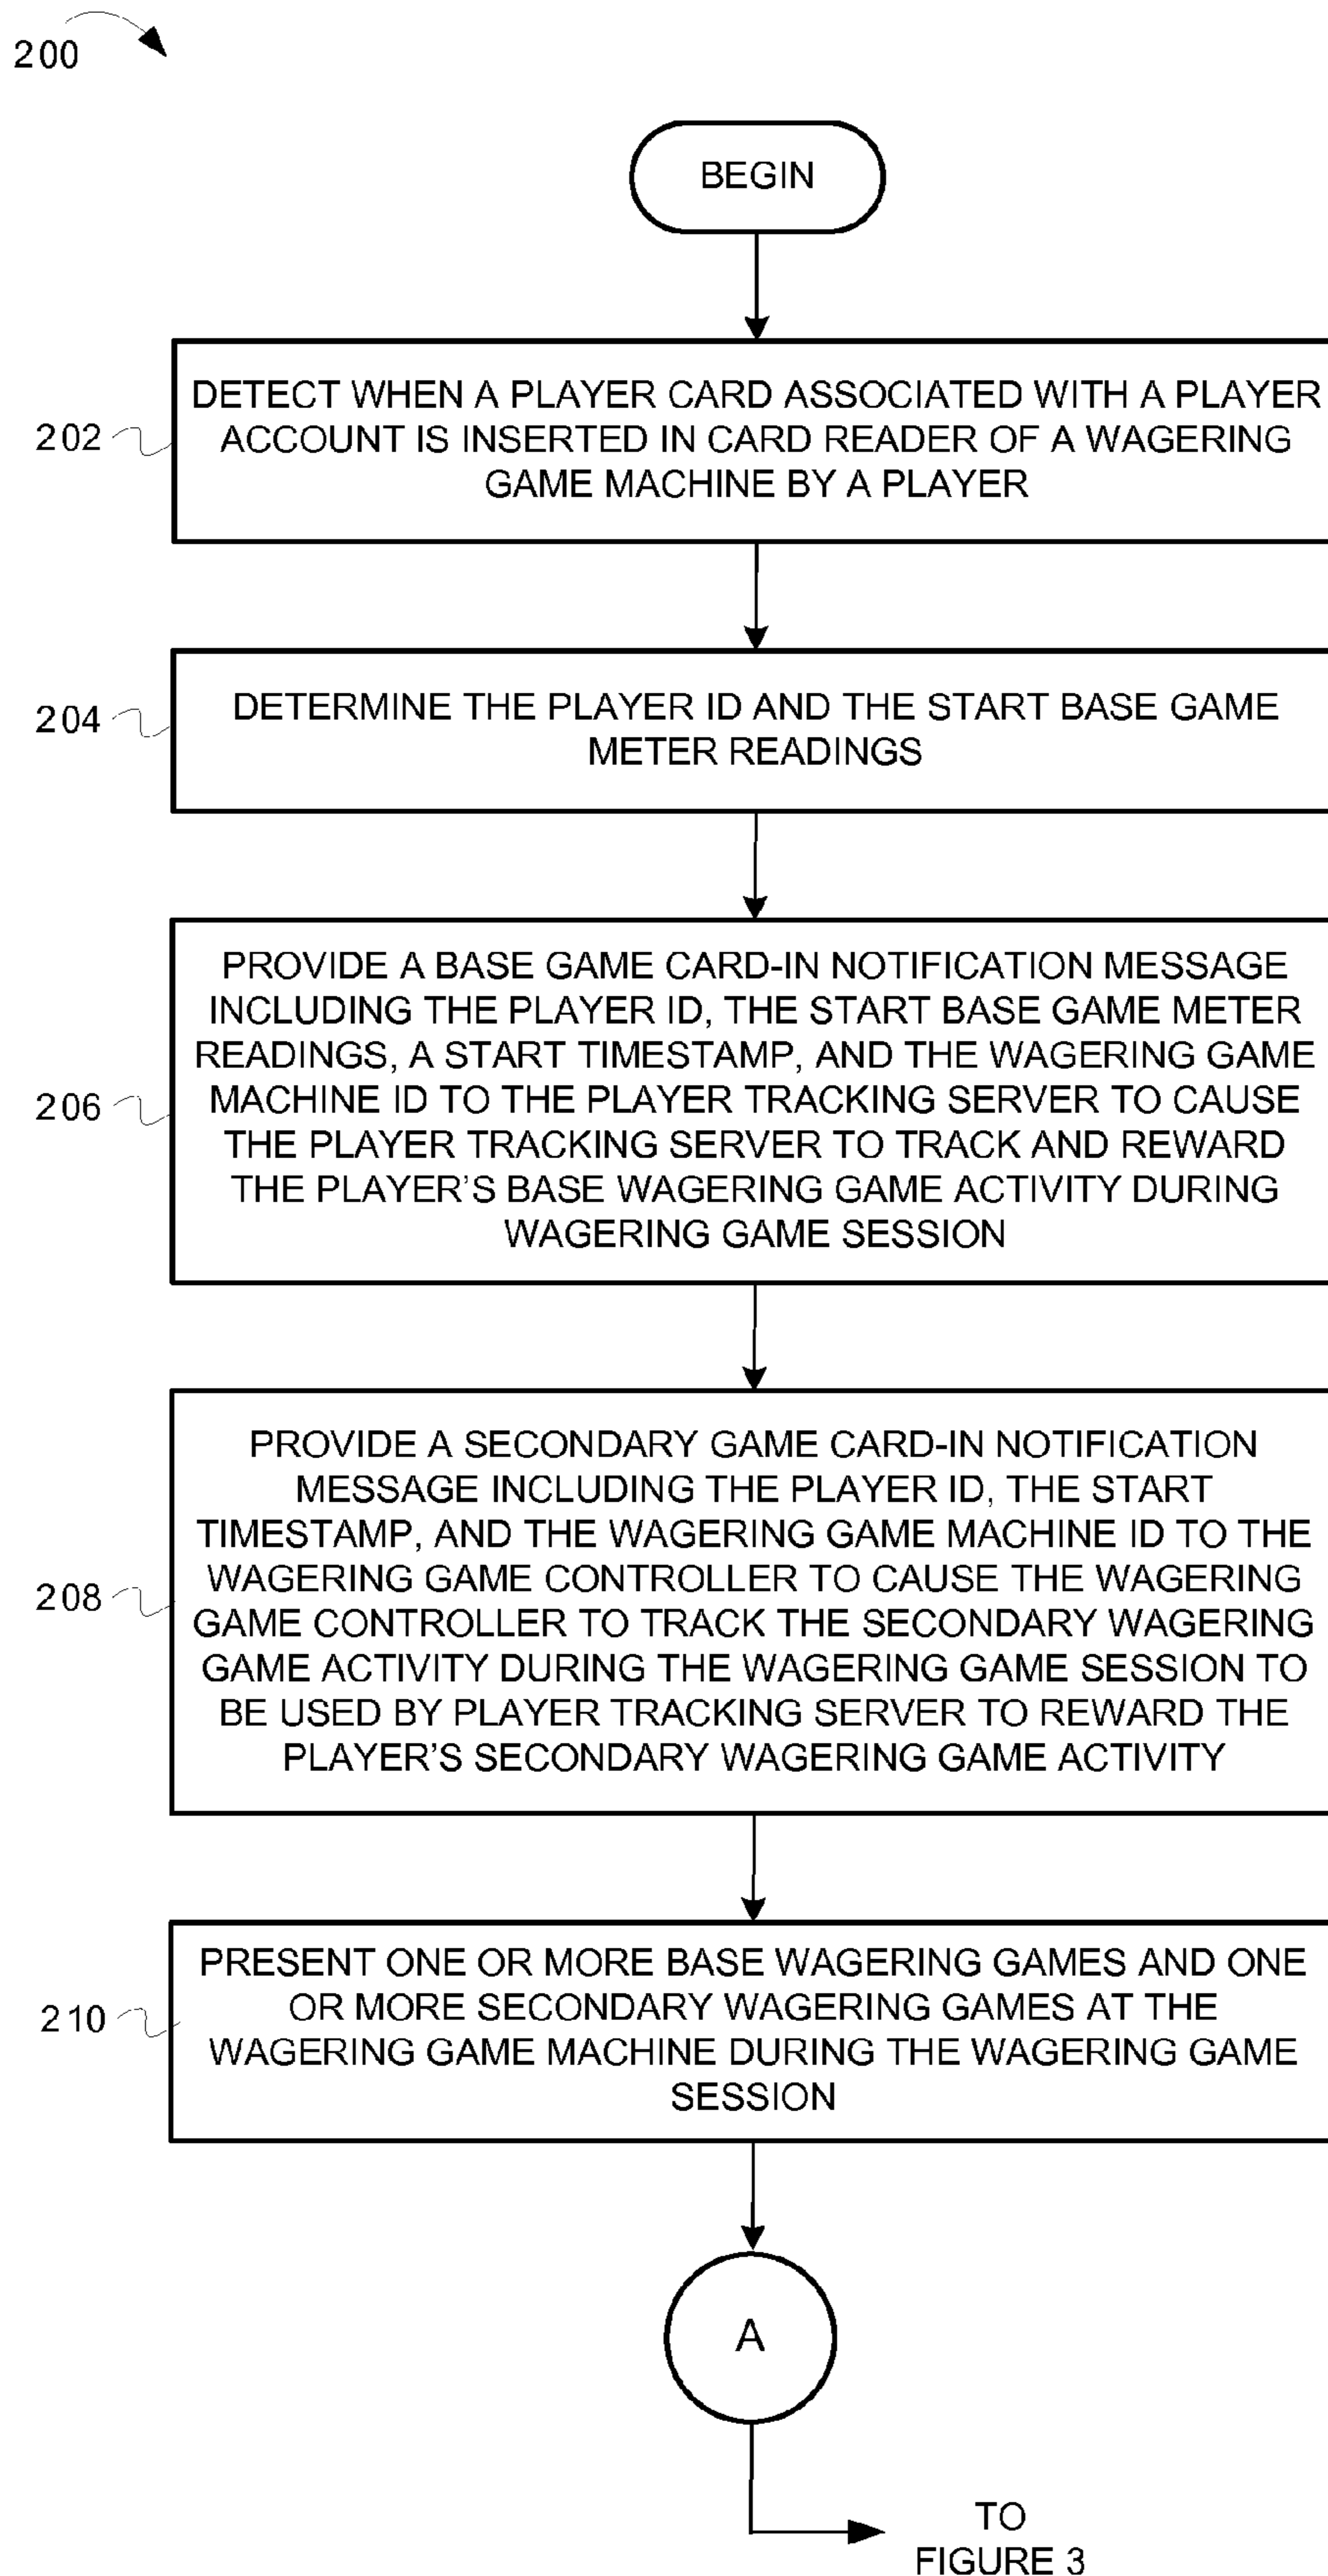 200
BEGIN
202
DETECT WHEN A PLAYER CARD ASSOCIATED WITH A PLAYER
ACCOUNT IS INSERTED IN CARD READER OF A WAGERING
GAME MACHINE BY A PLAYER
204
DETERMINE THE PLAYER ID AND THE START BASE GAME
METER READINGS
206
PROVIDE A BASE GAME CARD-IN NOTIFICATION MESSAGE
INCLUDING THE PLAYER ID, THE START BASE GAME METER
READINGS, A START TIMESTAMP, AND THE WAGERING GAME
MACHINE ID TO THE PLAYER TRACKING SERVER TO CAUSE
THE PLAYER TRACKING SERVER TO TRACK AND REWARD
THE PLAYER'S BASE WAGERING GAME ACTIVITY DURING
WAGERING GAME SESSION
208
PROVIDE A SECONDARY GAME CARD-IN NOTIFICATION
MESSAGE INCLUDING THE PLAYER ID, THE START
TIMESTAMP, AND THE WAGERING GAME MACHINE ID TO THE
WAGERING GAME CONTROLLER TO CAUSE THE WAGERING
GAME CONTROLLER TO TRACK THE SECONDARY WAGERING
GAME ACTIVITY DURING THE WAGERING GAME SESSION TO
BE USED BY PLAYER TRACKING SERVER TO REWARD THE
PLAYER'S SECONDARY WAGERING GAME ACTIVITY
210
PRESENT ONE OR MORE BASE WAGERING GAMES AND ONE
OR MORE SECONDARY WAGERING GAMES AT THE
WAGERING GAME MACHINE DURING THE WAGERING GAME
SESSION
A
TO
FIGURE 3